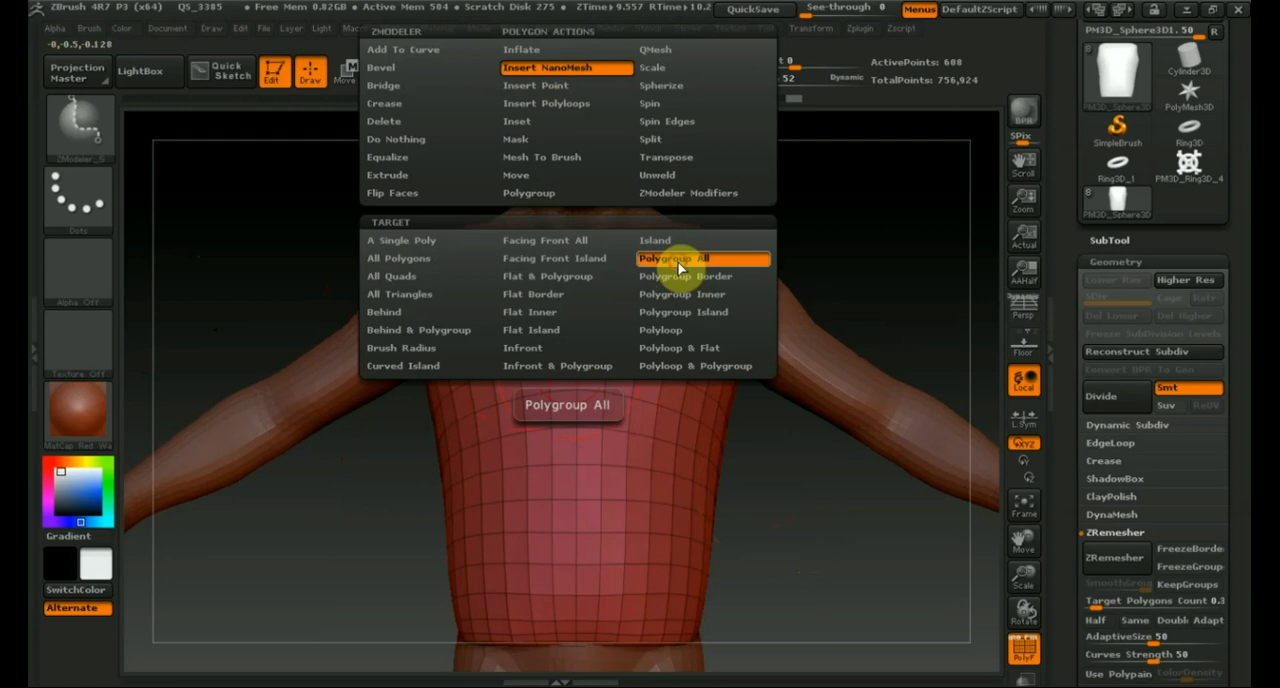 ZBrush 4R7 P3 (x64) QS_3385 • Free Mem 0.82GB • Active Mem 504 • Scratch Disk 275 • ZTime▸9.557 RTime▸10.2 QuickSave See-through 0 Menus DefaultZScript
Alpha Brush Color Document Draw Edit File Layer Light Transform Zplugin Zscript
-0,-0.5,-0.128
Projection Master
LightBox
Quick Sketch
Edit
Draw
Move
Dynamic
ActivePoints: 608
TotalPoints: 756,924
ZMODELER
Add To Curve
Bevel
Bridge
Crease
Delete
Do Nothing
Equalize
Extrude
Flip Faces
POLYGON ACTIONS
Inflate
Insert NanoMesh
Insert Point
Insert Polyloops
Inset
Mask
Mesh To Brush
Move
Polygroup
QMesh
Scale
Spherize
Spin
Spin Edges
Split
Transpose
Unweld
ZModeler Modifiers
TARGET
A Single Poly
All Polygons
All Quads
All Triangles
Behind
Behind & Polygroup
Brush Radius
Curved Island
Facing Front All
Facing Front Island
Flat & Polygroup
Flat Border
Flat Inner
Flat Island
Infront
Infront & Polygroup
Island
Polygroup All
Polygroup Border
Polygroup Inner
Polygroup Island
Polyloop
Polyloop & Flat
Polyloop & Polygroup
Polygroup All
ZModeler_S
Dots
Alpha Off
Texture Off
MatCap Red Wa
Gradient
SwitchColor
Alternate
BPR
SPix
Scroll
Zoom
Actual
AAHalf
Dynamic
Persp
Floor
Local
L.Sym
XYZ
Frame
Move
Scale
Rotate
PolyF
PM3D_Sphere3D1. 50 R
PM3D_Sphere3D
Cylinder3D
PolyMesh3D
SimpleBrush
Ring3D
Ring3D_1
PM3D_Ring3D_4
PM3D_Sphere3D
SubTool
Geometry
Lower Res Higher Res
SDiv Cage Rstr
Del Lower Del Higher
Freeze SubDivision Levels
Reconstruct Subdiv
Convert BPR To Geo
Divide
Smt
Suv ReUV
Dynamic Subdiv
EdgeLoop
Crease
ShadowBox
ClayPolish
DynaMesh
ZRemesher
ZRemesher
FreezeBorde
FreezeGroup
SmoothGrou KeepGroups
Target Polygons Count 0.3
Half Same Doubl Adapt
AdaptiveSize 50
Curves Strength 50
Use Polypain ColorDensity